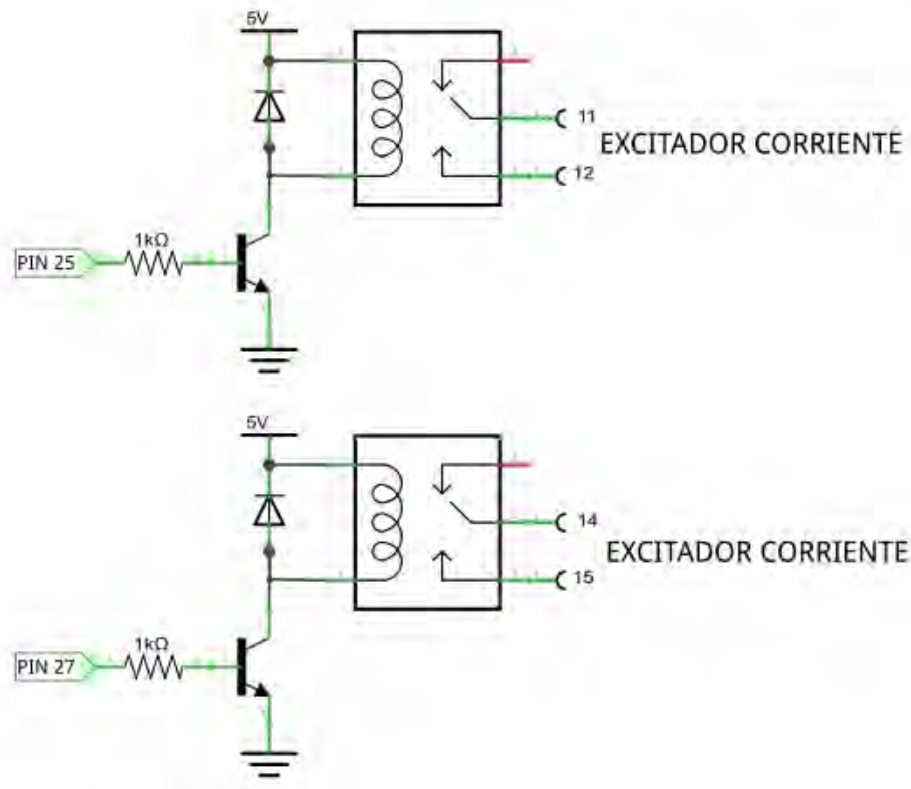 5V
11
EXCITADOR CORRIENTE
12
1kΩ
PIN 25
5V
14
EXCITADOR CORRIENTE
15
1kΩ
PIN 27